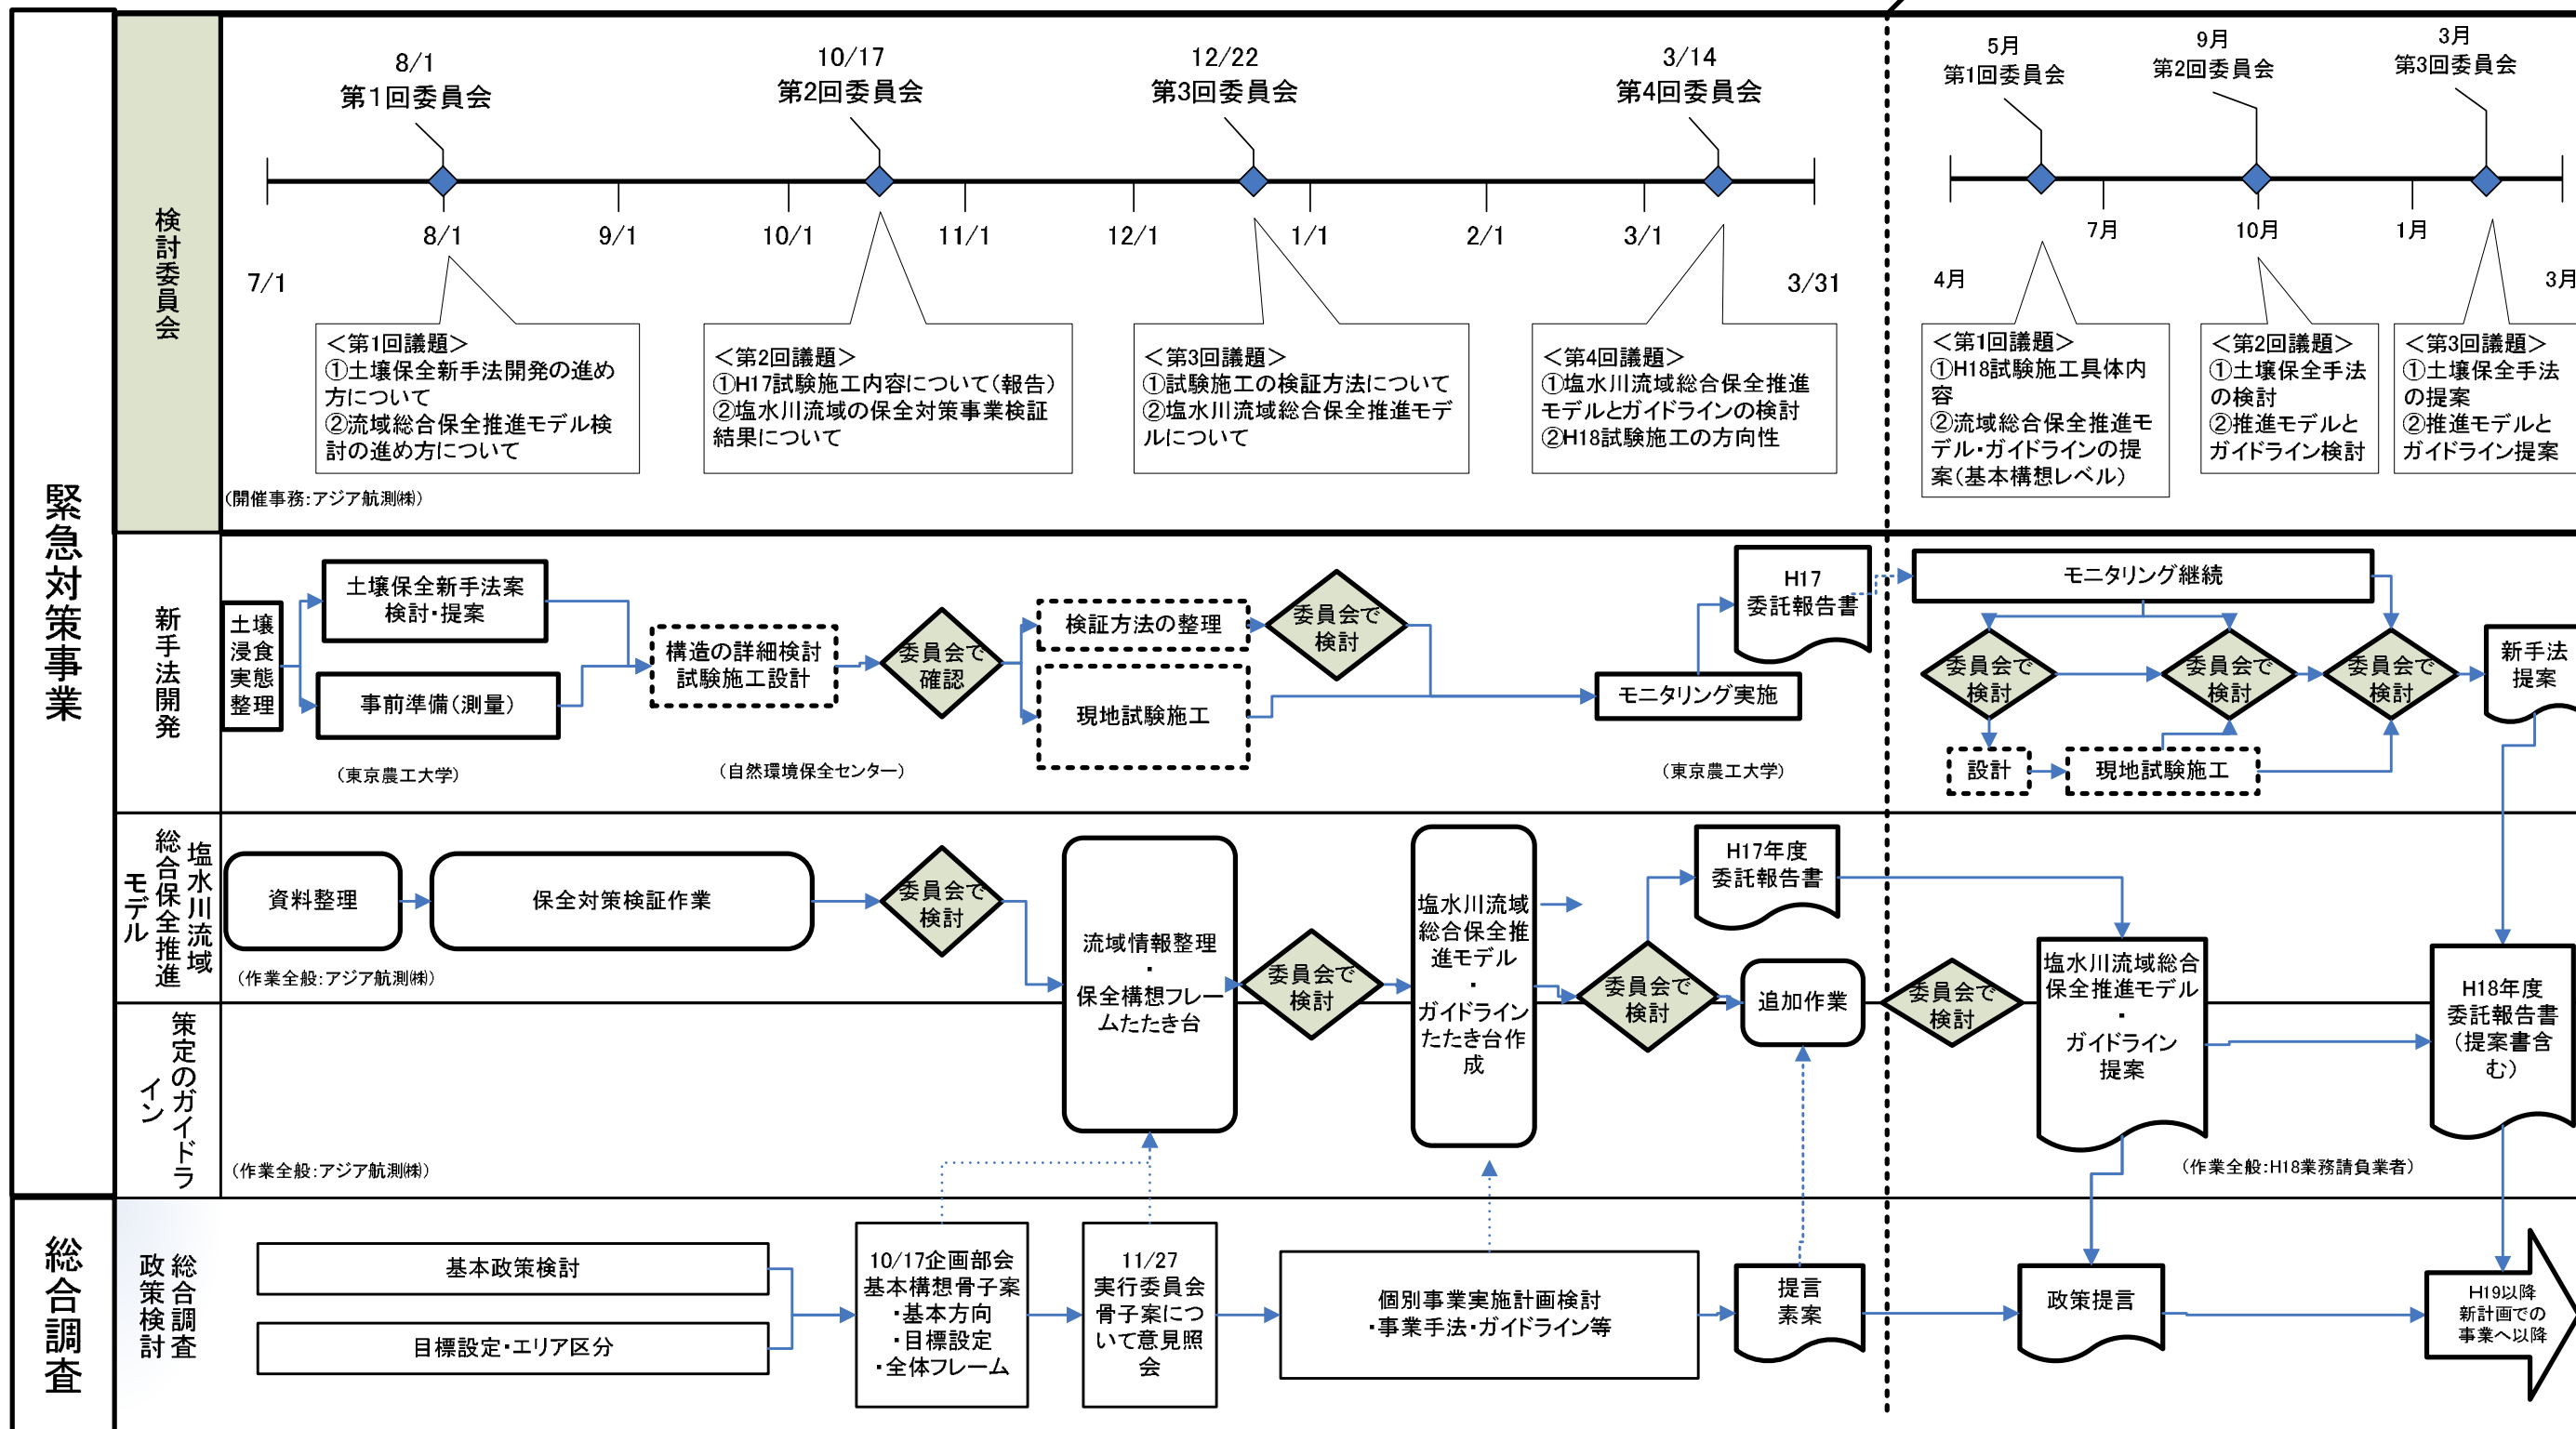 緊急対策事業
検討委員会
8/1
第1回委員会
10/17
第2回委員会
12/22
第3回委員会
3/14
第4回委員会
5月
第1回委員会
9月
第2回委員会
3月
第3回委員会
7/1
8/1
9/1
10/1
11/1
12/1
1/1
2/1
3/1
3/31
4月
7月
10月
1月
3月
＜第1回議題＞
①土壌保全新手法開発の進め
方について
②流域総合保全推進モデル検
討の進め方について
＜第2回議題＞
①H17試験施工内容について(報告)
②塩水川流域の保全対策事業検証
結果について
＜第3回議題＞
①試験施工の検証方法について
②塩水川流域総合保全推進モデ
ルについて
＜第4回議題＞
①塩水川流域総合保全推進
モデルとガイドラインの検討
②H18試験施工の方向性
＜第1回議題＞
①H18試験施工具体内
容
②流域総合保全推進モ
デル・ガイドラインの提
案(基本構想レベル)
＜第2回議題＞
①土壌保全手法
の検討
②推進モデルと
ガイドライン検討
＜第3回議題＞
①土壌保全手法
の提案
②推進モデルと
ガイドライン提案
(開催事務:アジア航測㈱)
新手法開発
土壌
浸食
実態
整理
土壌保全新手法案
検討・提案
事前準備(測量)
構造の詳細検討
試験施工設計
委員会で
確認
検証方法の整理
現地試験施工
委員会で
検討
モニタリング実施
H17
委託報告書
モニタリング継続
委員会で
検討
委員会で
検討
委員会で
検討
新手法
提案
設計
現地試験施工
(東京農工大学)
(自然環境保全センター)
(東京農工大学)
塩水川流域
総合保全推進
モデル
資料整理
保全対策検証作業
委員会で
検討
流域情報整理
・
保全構想フレー
ムたたき台
委員会で
検討
塩水川流域
総合保全推
進モデル
・
ガイドライン
たたき台作
成
委員会で
検討
H17年度
委託報告書
追加作業
委員会で
検討
塩水川流域総合
保全推進モデル
・
ガイドライン
提案
H18年度
委託報告書
(提案書含
む)
(作業全般:アジア航測㈱)
策定のガイドラ
イン
(作業全般:アジア航測㈱)
(作業全般:H18業務請負業者)
総合調査
総合調査
政策検討
基本政策検討
目標設定・エリア区分
10/17企画部会
基本構想骨子案
・基本方向
・目標設定
・全体フレーム
11/27
実行委員会
骨子案につ
いて意見照
会
個別事業実施計画検討
・事業手法・ガイドライン等
提言
素案
政策提言
H19以降
新計画での
事業へ以降